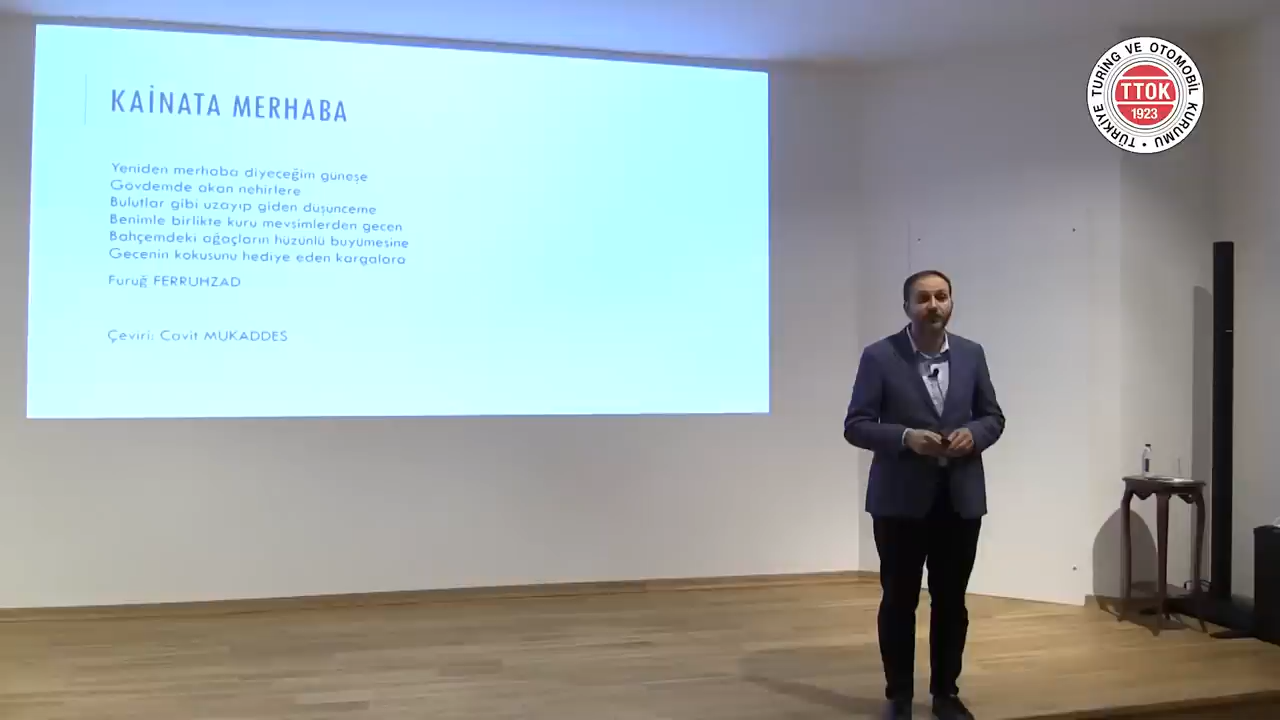 KAİNATA MERHABA
Yeniden merhaba diyeceğim güneşe
Gövdemde akan nehirlere
Bulutlar gibi uzayıp giden düşünceme
Benimle birlikte kuru mevsimlerden geçen
Bahçemdeki ağaçların hüzünlü büyümesine
Gecenin kokusunu hediye eden kargalara
Furuğ FERRUHZAD
Çeviri: Cavit MUKADDES
TÜRKİYE TURİNG VE OTOMOBİL KURUMU
TTOK
1923